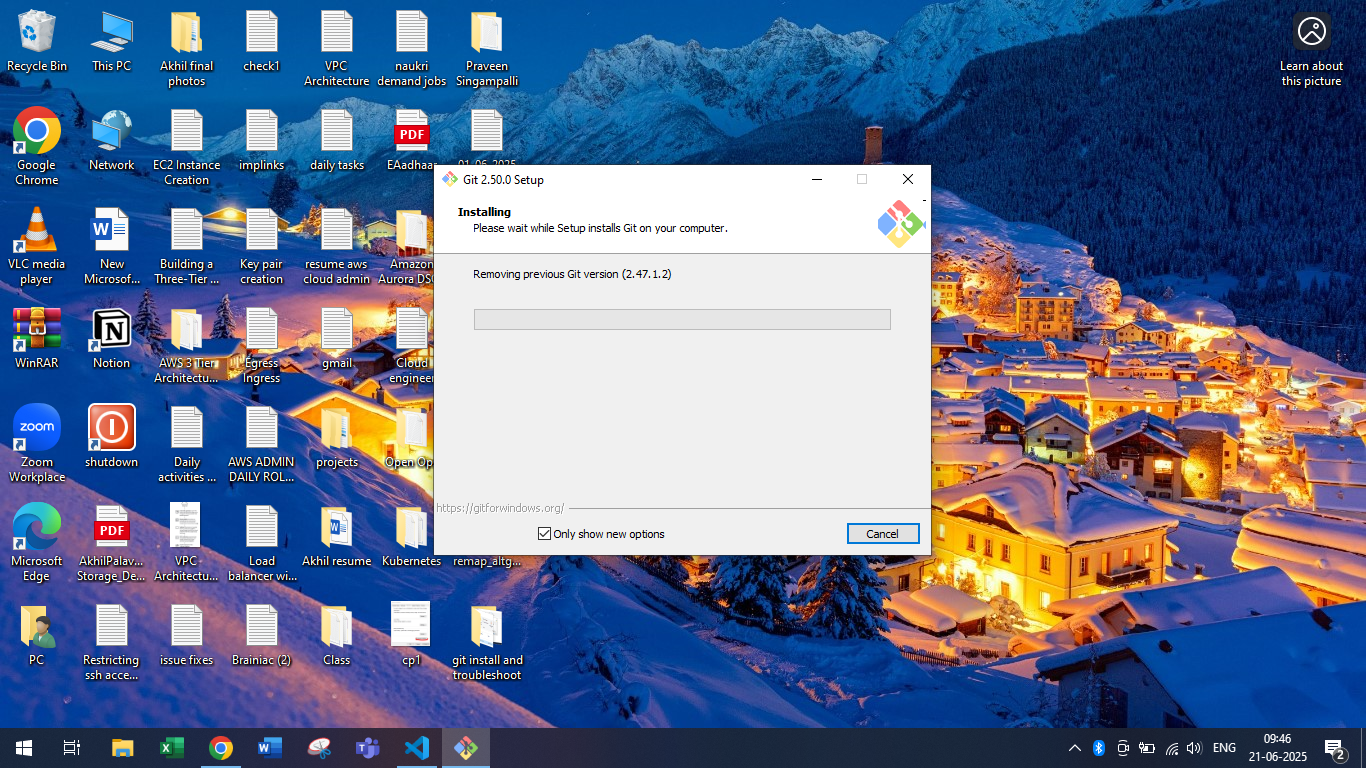 Recycle Bin
This PC
Akhil final
photos
check1
VPC
Architecture
naukri
demand jobs
Praveen
Singampalli
Learn about
this picture
Google
Chrome
Network
EC2 Instance
Creation
implinks
daily tasks
PDF
EAadhaar
01-06-2025
VLC media
player
New
Microsof...
Building a
Three-Tier ...
Key pair
creation
resume aws
cloud admin
Amazon
Aurora DS
WinRAR
Notion
AWS 3 Tier
Architectu...
Egress
Ingress
gmail
Cloud
engineer
zoom
Zoom
Workplace
shutdown
Daily
activities ...
AWS ADMIN
DAILY ROL...
projects
Open Op
Microsoft
Edge
PDF
AkhilPalav...
Storage_De...
VPC
Architectu...
Load
balancer wi...
Akhil resume
Kubernetes
remap_altg...
PC
Restricting
ssh acce...
issue fixes
Brainiac (2)
Class
cp1
git install and
troubleshoot
Git 2.50.0 Setup
Installing
Please wait while Setup installs Git on your computer.
Removing previous Git version (2.47.1.2)
https://gitforwindows.org/
Only show new options
Cancel
ENG
09:46
21-06-2025
2